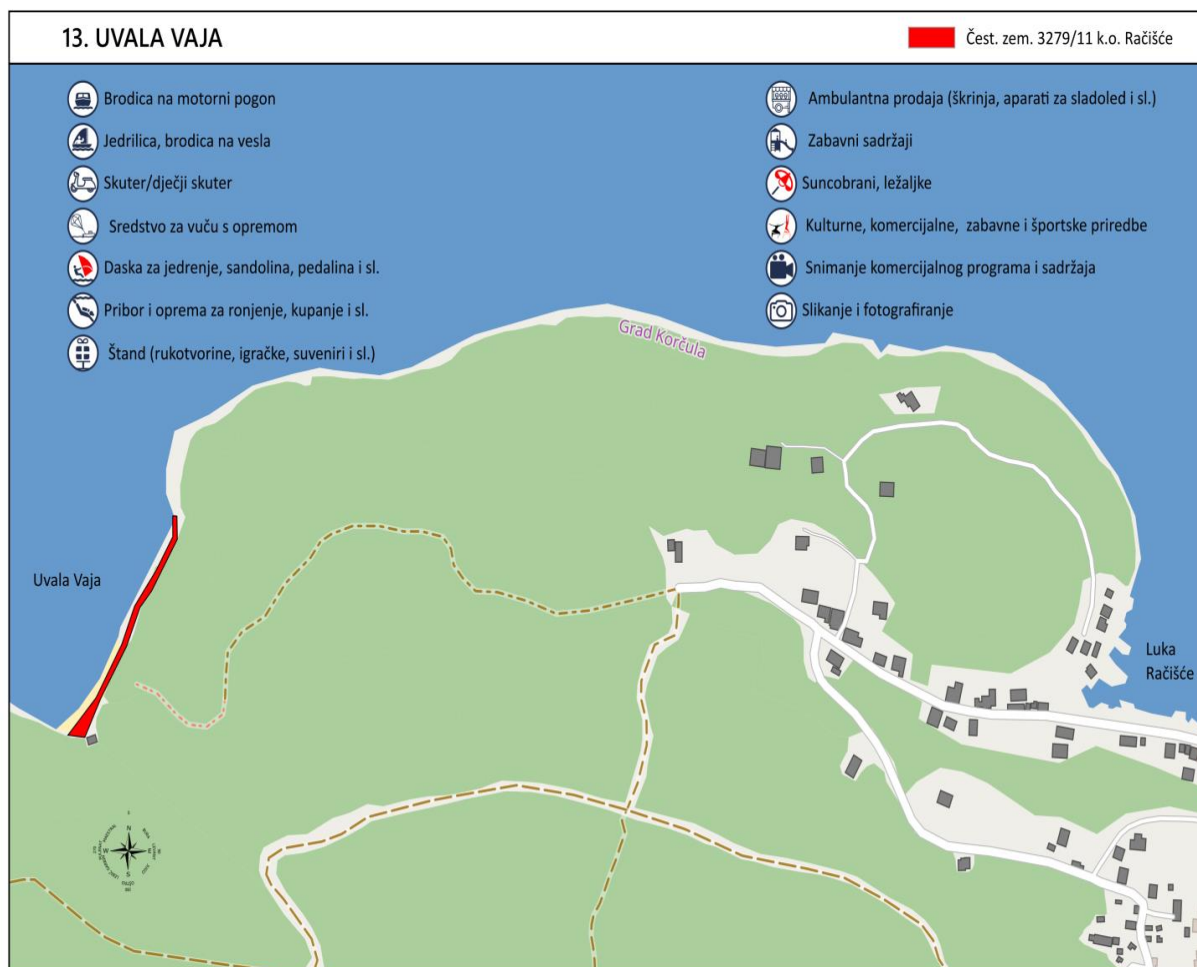 13. UVALA VAJA
Čest. zem. 3279/11 k.o. Račišće
Brodica na motorni pogon
Jedrilica, brodica na vesla
Skuter/dječji skuter
Sredstvo za vuču s opremom
Daska za jedrenje, sandolina, pedalina i sl.
Pribor i oprema za ronjenje, kupanje i sl.
Štand (rukotvorine, igračke, suveniri i sl.)
Ambulantna prodaja (škrinja, aparati za sladoled i sl.)
Zabavni sadržaji
Suncobrani, ležaljke
Kulturne, komercijalne, zabavne i športske priredbe
Snimanje komercijalnog programa i sadržaja
Slikanje i fotografiranje
Grad Korčula
Uvala Vaja
Luka
Račišće
N
W
E
S